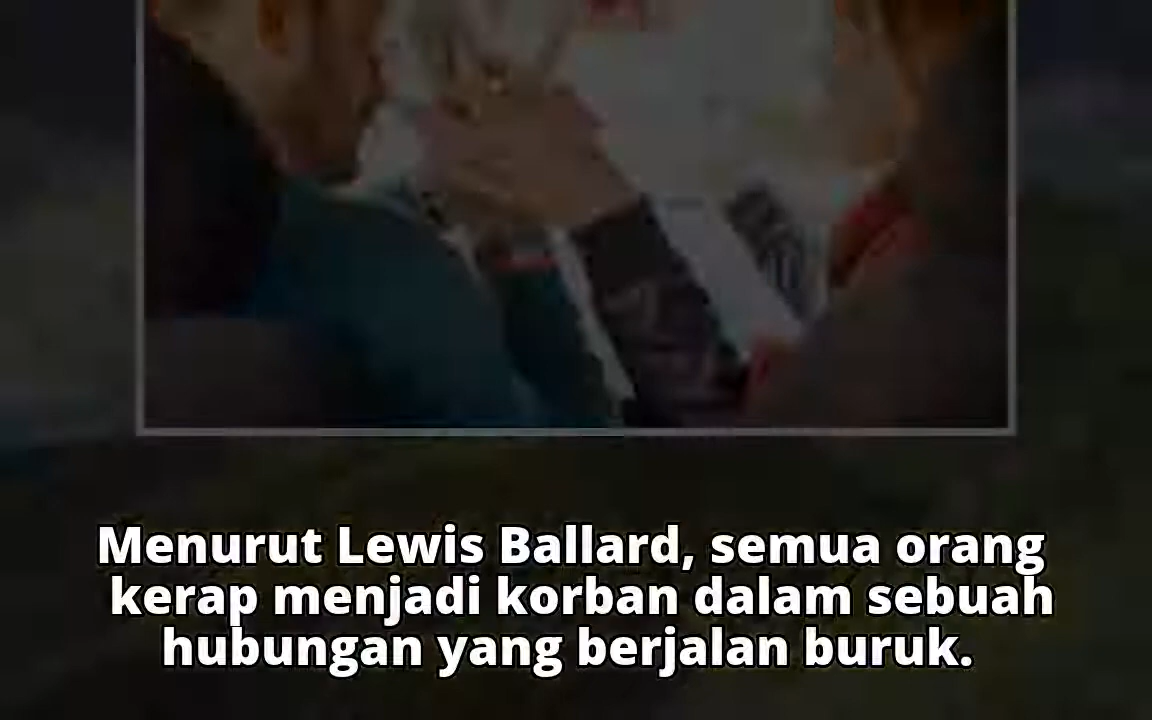 Menurut Lewis Ballard, semua orang
kerap menjadi korban dalam sebuah
hubungan yang berjalan buruk.